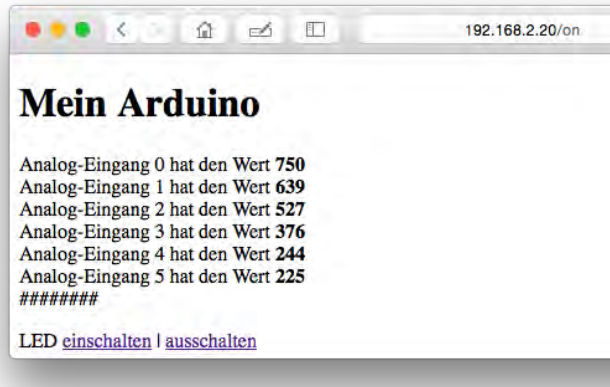 192.168.2.20/on
Mein Arduino
Analog-Eingang 0 hat den Wert 750
Analog-Eingang 1 hat den Wert 639
Analog-Eingang 2 hat den Wert 527
Analog-Eingang 3 hat den Wert 376
Analog-Eingang 4 hat den Wert 244
Analog-Eingang 5 hat den Wert 225
########
LED einschalten | ausschalten